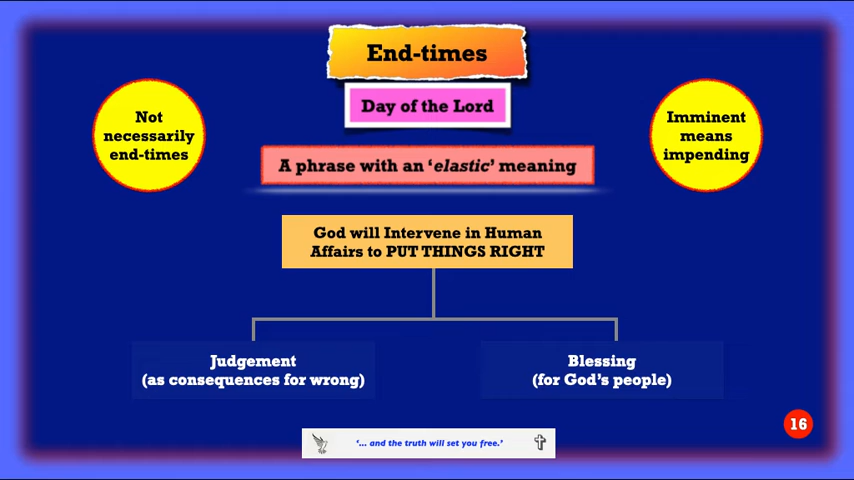 End-times
Day of the Lord
Not
necessarily
end-times
Imminent
means
impending
A phrase with an ‘elastic’ meaning
God will Intervene in Human
Affairs to PUT THINGS RIGHT
Judgement
(as consequences for wrong)
Blessing
(for God’s people)
16
‘... and the truth will set you free.’